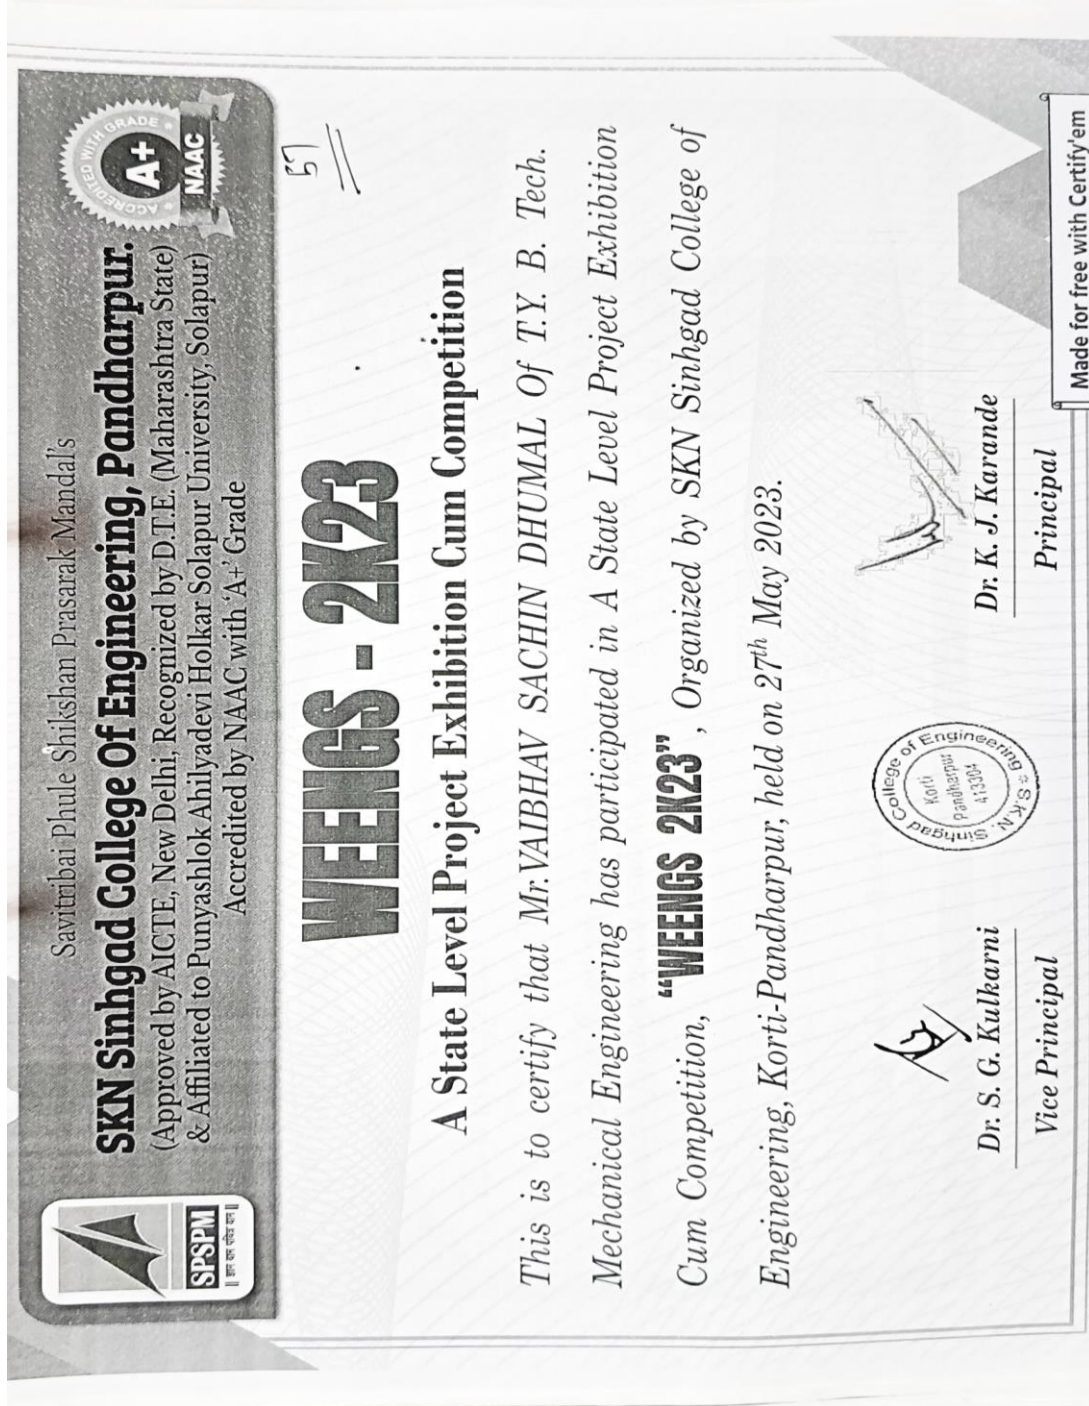 Savitribai Phule Shikshan Prasarak Mandal's
SKN Sinhgad College Of Engineering, Pandharpur.
(Approved by AICTE, New Delhi, Recognized by D.T.E. (Maharashtra State)
& Affiliated to Punyashlok Ahilyadevi Holkar Solapur University, Solapur)
Accredited by NAAC with 'A+' Grade
SPSPM
ACCREDITED WITH GRADE
A+
NAAC
57
WEENGS - 2K23
A State Level Project Exhibition Cum Competition
This is to certify that Mr.VAIBHAV SACHIN DHUMAL Of T.Y. B. Tech.
Mechanical Engineering has participated in A State Level Project Exhibition
Cum Competition, “WEENGS 2K23”, Organized by SKN Sinhgad College of
Engineering, Korti-Pandharpur, held on 27th May 2023.
S.K.N. Sinhgad College of Engineering
Korti
Pandharpur
413304
Dr. S. G. Kulkarni
Vice Principal
Dr. K. J. Karande
Principal
Made for free with Certify'em